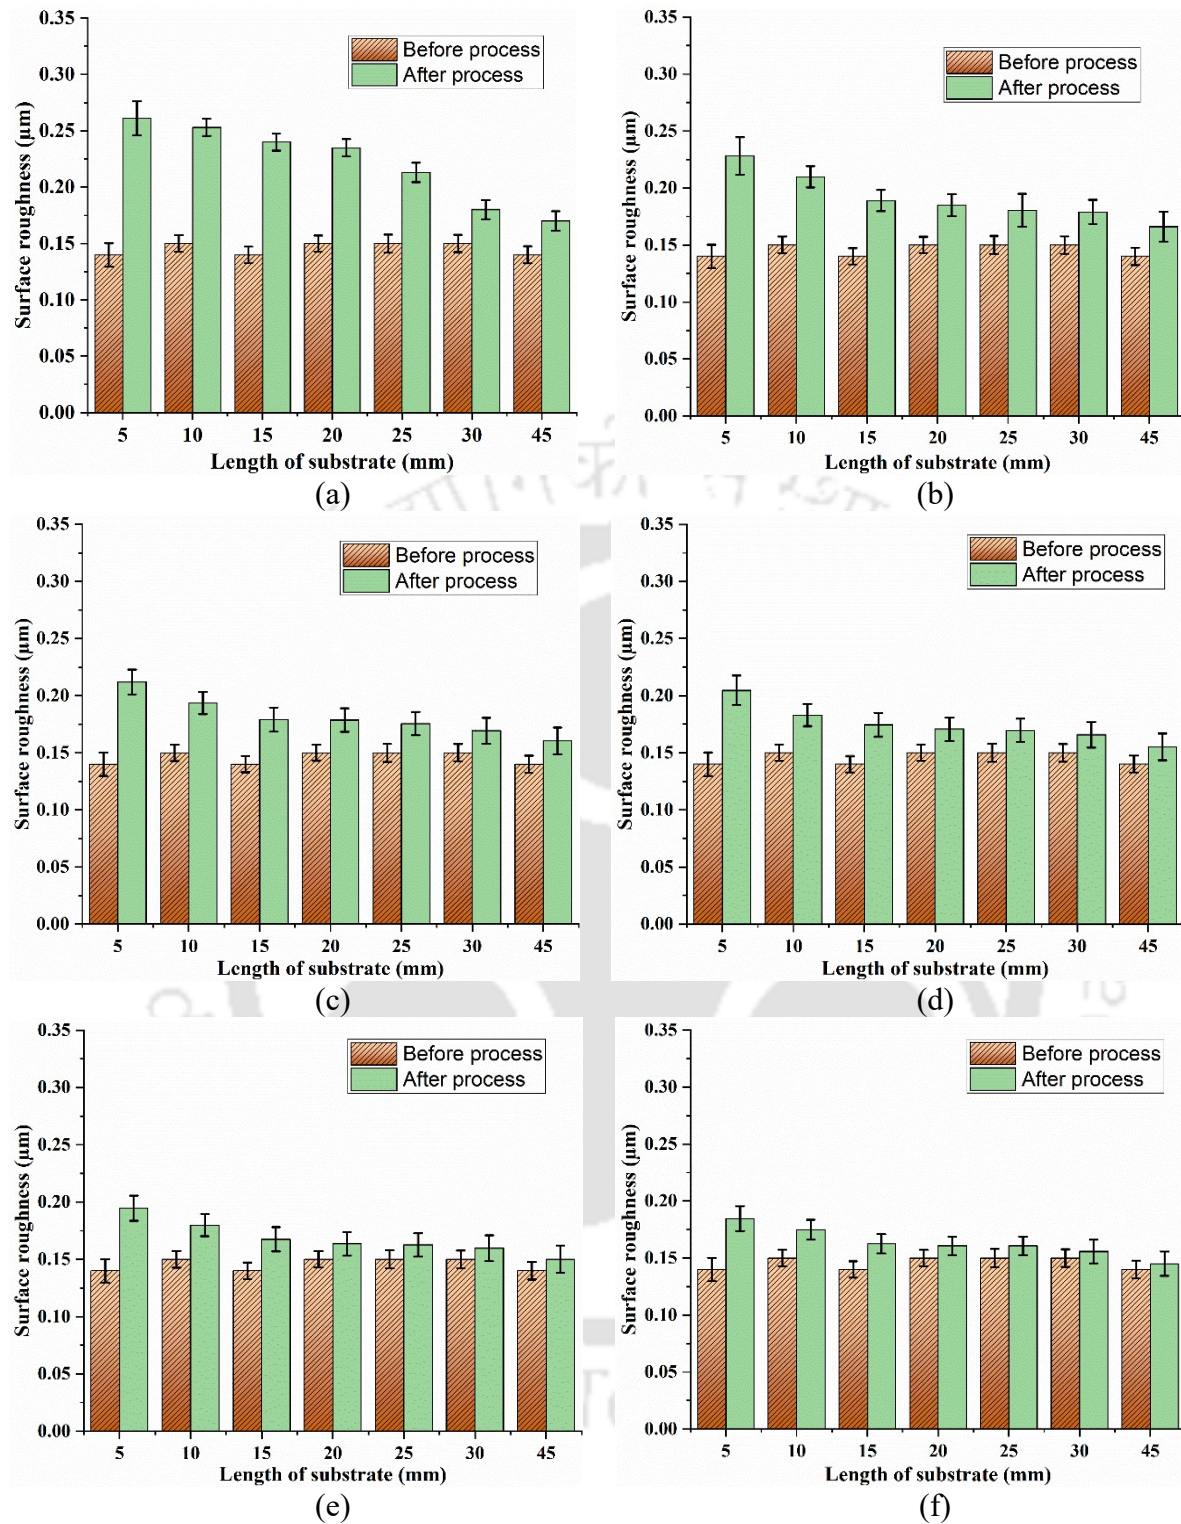 0.35
0.30
0.25
0.20
0.15
0.10
0.05
0.00
Surface roughness (μm)
Before process
After process
5 10 15 20 25 30 45
Length of substrate (mm)
(a)
0.35
0.30
0.25
0.20
0.15
0.10
0.05
0.00
Surface roughness (μm)
Before process
After process
5 10 15 20 25 30 45
Length of substrate (mm)
(b)
0.35
0.30
0.25
0.20
0.15
0.10
0.05
0.00
Surface roughness (μm)
Before process
After process
5 10 15 20 25 30 45
Length of substrate (mm)
(c)
0.35
0.30
0.25
0.20
0.15
0.10
0.05
0.00
Surface roughness (μm)
Before process
After process
5 10 15 20 25 30 45
Length of substrate (mm)
(d)
0.35
0.30
0.25
0.20
0.15
0.10
0.05
0.00
Surface roughness (μm)
Before process
After process
5 10 15 20 25 30 45
Length of substrate (mm)
(e)
0.35
0.30
0.25
0.20
0.15
0.10
0.05
0.00
Surface roughness (μm)
Before process
After process
5 10 15 20 25 30 45
Length of substrate (mm)
(f)